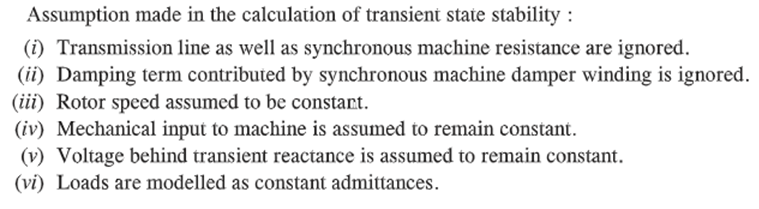 Assumption made in the calculation of transient state stability :
(i) Transmission line as well as synchronous machine resistance are ignored.
(ii) Damping term contributed by synchronous machine damper winding is ignored.
(iii) Rotor speed assumed to be constant.
(iv) Mechanical input to machine is assumed to remain constant.
(v) Voltage behind transient reactance is assumed to remain constant.
(vi) Loads are modelled as constant admittances.